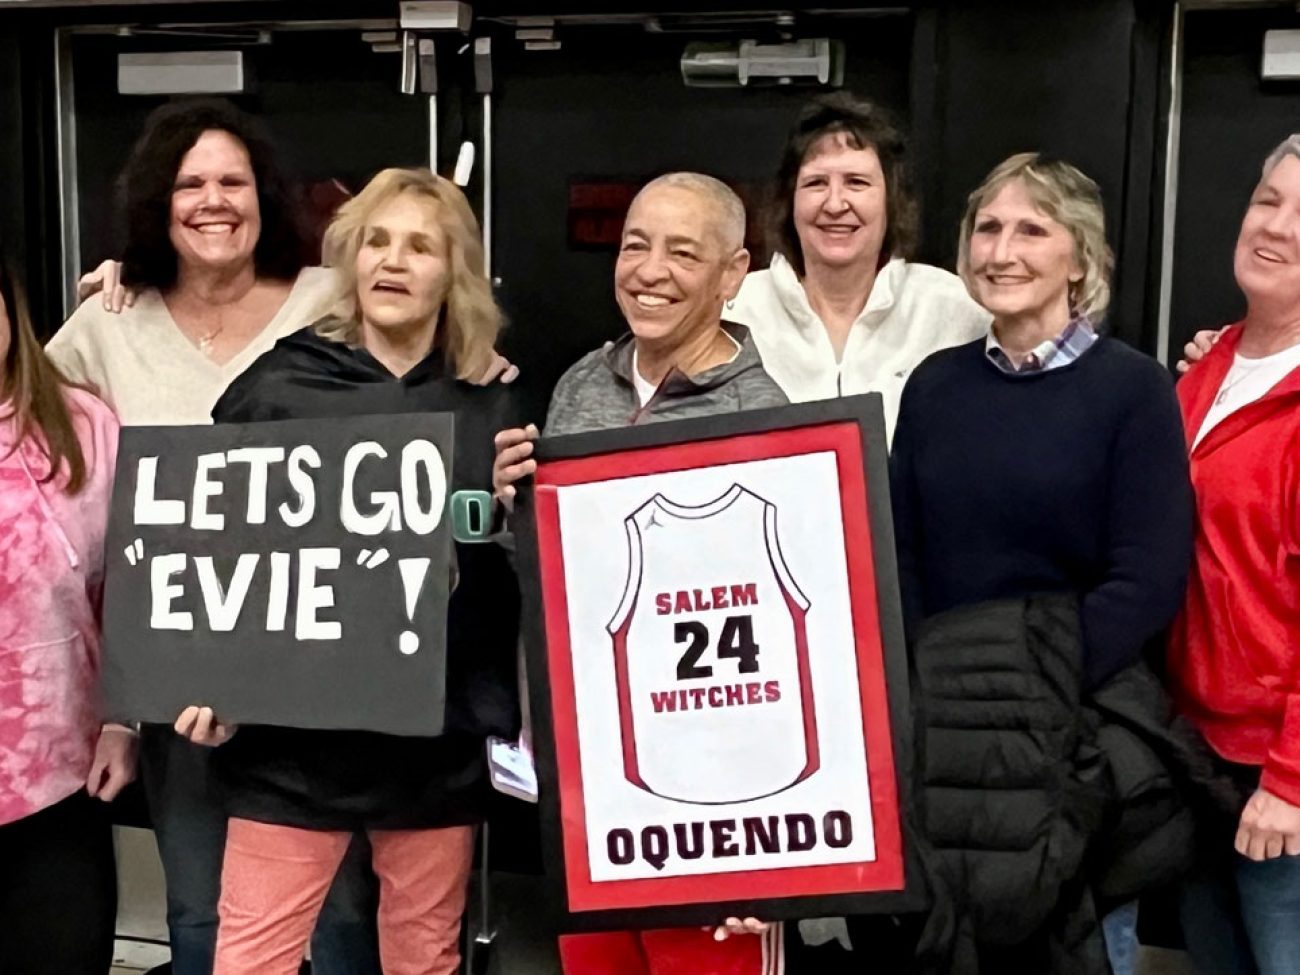 LETS GO
"EVIE"!
SALEM
24
WITCHES
OQUENDO